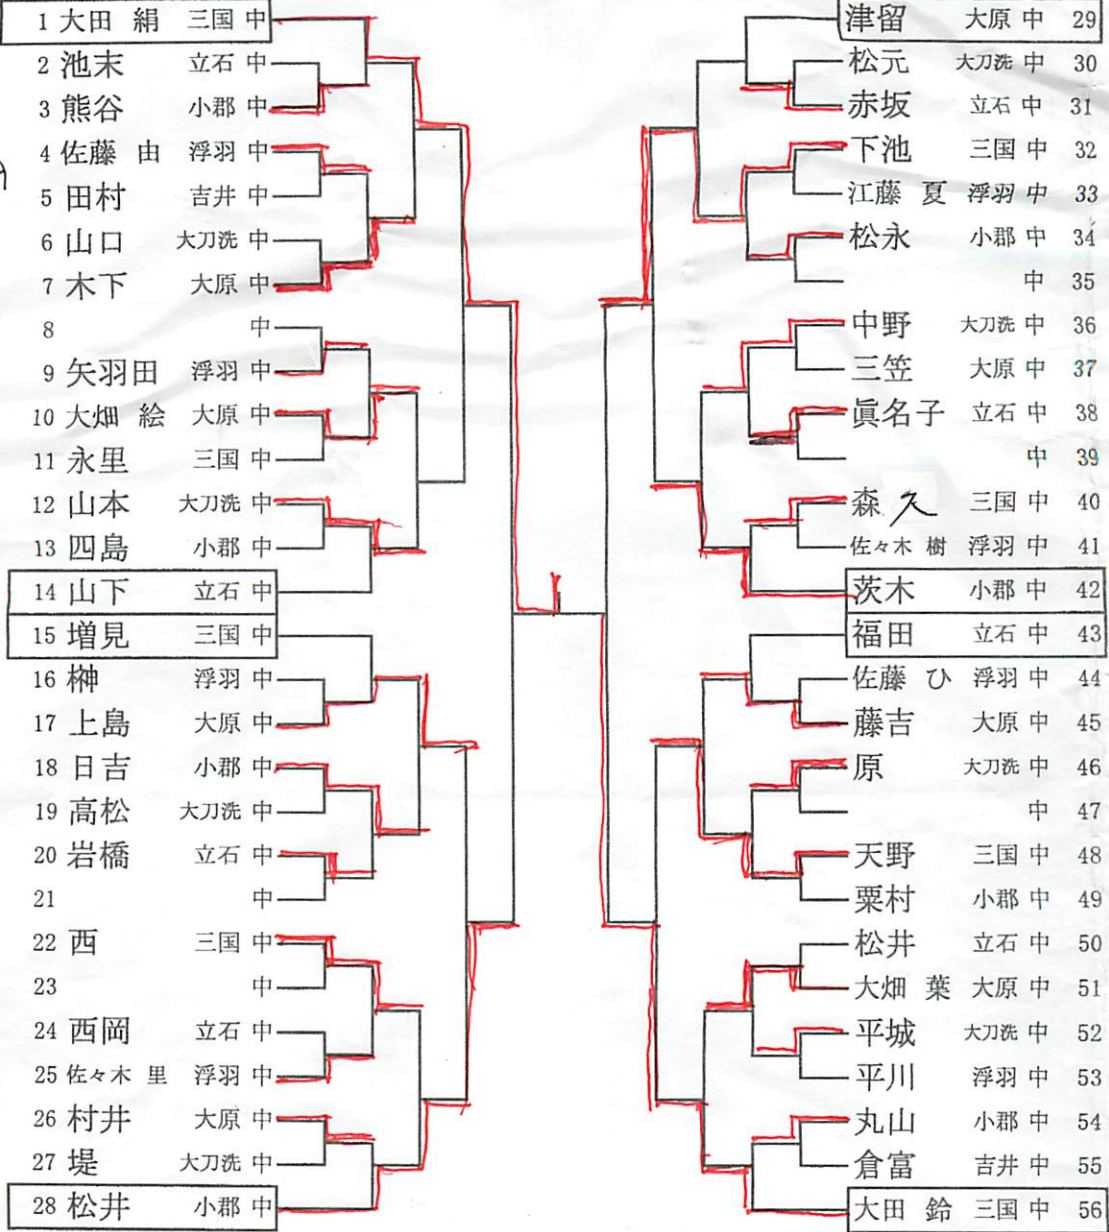 1 大田 絹 三国 中
2 池末 立石 中
3 熊谷 小郡 中
4 佐藤 由 浮羽 中
5 田村 吉井 中
6 山口 大刀洗 中
7 木下 大原 中
8 中
9 矢羽田 浮羽 中
10 大畑 絵 大原 中
11 永里 三国 中
12 山本 大刀洗 中
13 四島 小郡 中
14 山下 立石 中
15 増見 三国 中
16 榊 浮羽 中
17 上島 大原 中
18 日吉 小郡 中
19 高松 大刀洗 中
20 岩橋 立石 中
21 中
22 西 三国 中
23 中
24 西岡 立石 中
25 佐々木 里 浮羽 中
26 村井 大原 中
27 堤 大刀洗 中
28 松井 小郡 中
津留 大原 中 29
松元 大刀洗 中 30
赤坂 立石 中 31
下池 三国 中 32
江藤 夏 浮羽 中 33
松永 小郡 中 34
中 35
中野 大刀洗 中 36
三笠 大原 中 37
眞名子 立石 中 38
中 39
森 久 三国 中 40
佐々木 樹 浮羽 中 41
茨木 小郡 中 42
福田 立石 中 43
佐藤 ひ 浮羽 中 44
藤吉 大原 中 45
原 大刀洗 中 46
中 47
天野 三国 中 48
粟村 小郡 中 49
松井 立石 中 50
大畑 葉 大原 中 51
平城 大刀洗 中 52
平川 浮羽 中 53
丸山 小郡 中 54
倉富 吉井 中 55
大田 鈴 三国 中 56